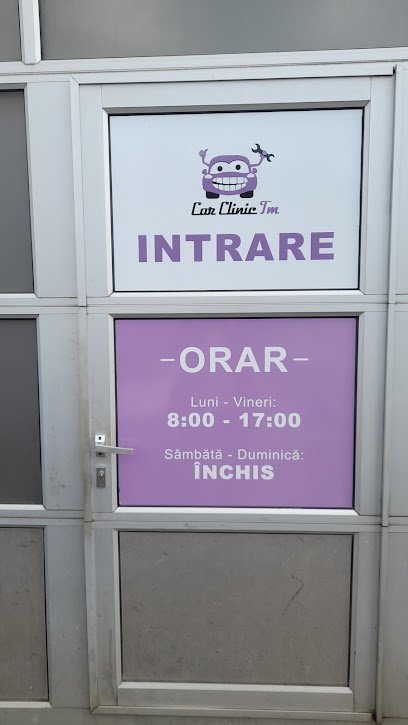 Car Clinic Tm
INTRARE
-ORAR-
Luni - Vineri:
8:00 - 17:00
Sâmbătă - Duminică:
ÎNCHIS